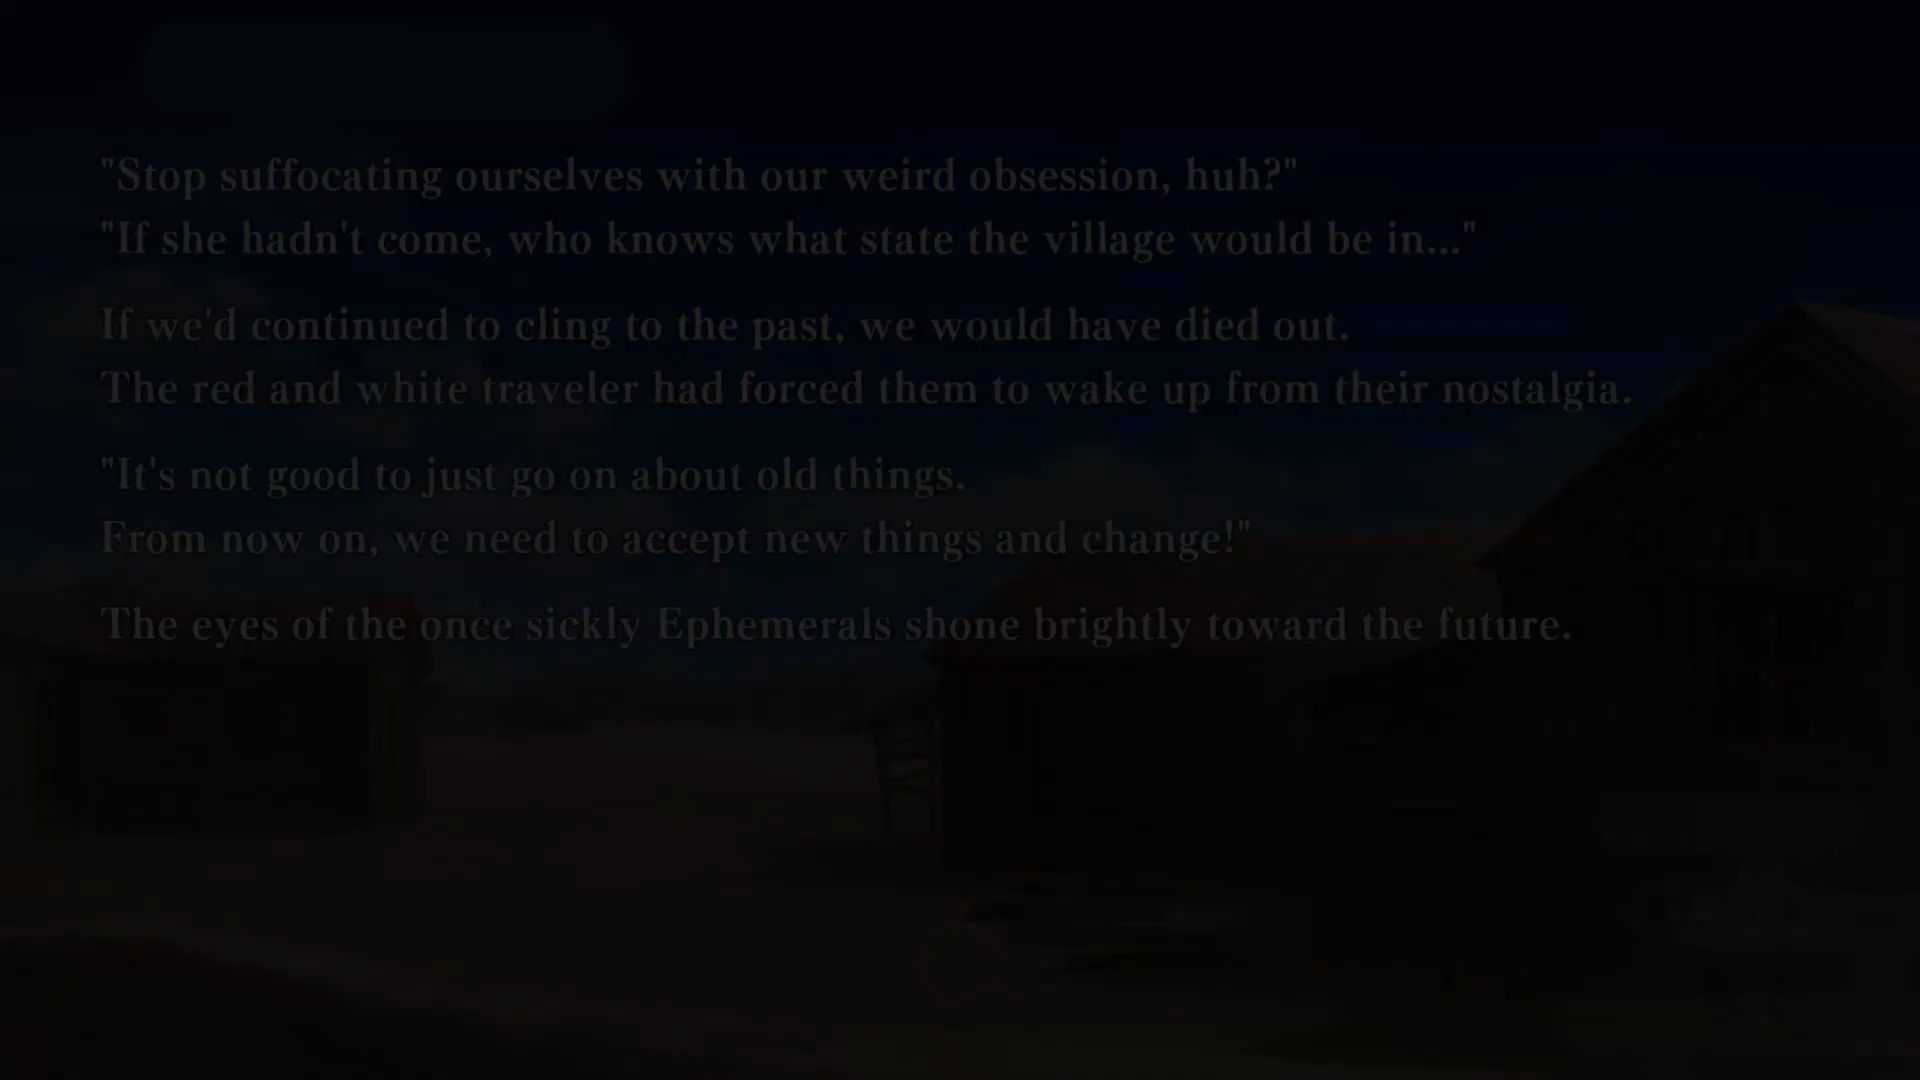 "Stop suffocating ourselves with our weird obsession, huh?"
"If she hadn't come, who knows what state the village would be in..."
If we'd continued to cling to the past, we would have died out.
The red and white traveler had forced them to wake up from their nostalgia.
"It's not good to just go on about old things.
From now on, we need to accept new things and change!"
The eyes of the once sickly Ephemerals shone brightly toward the future.